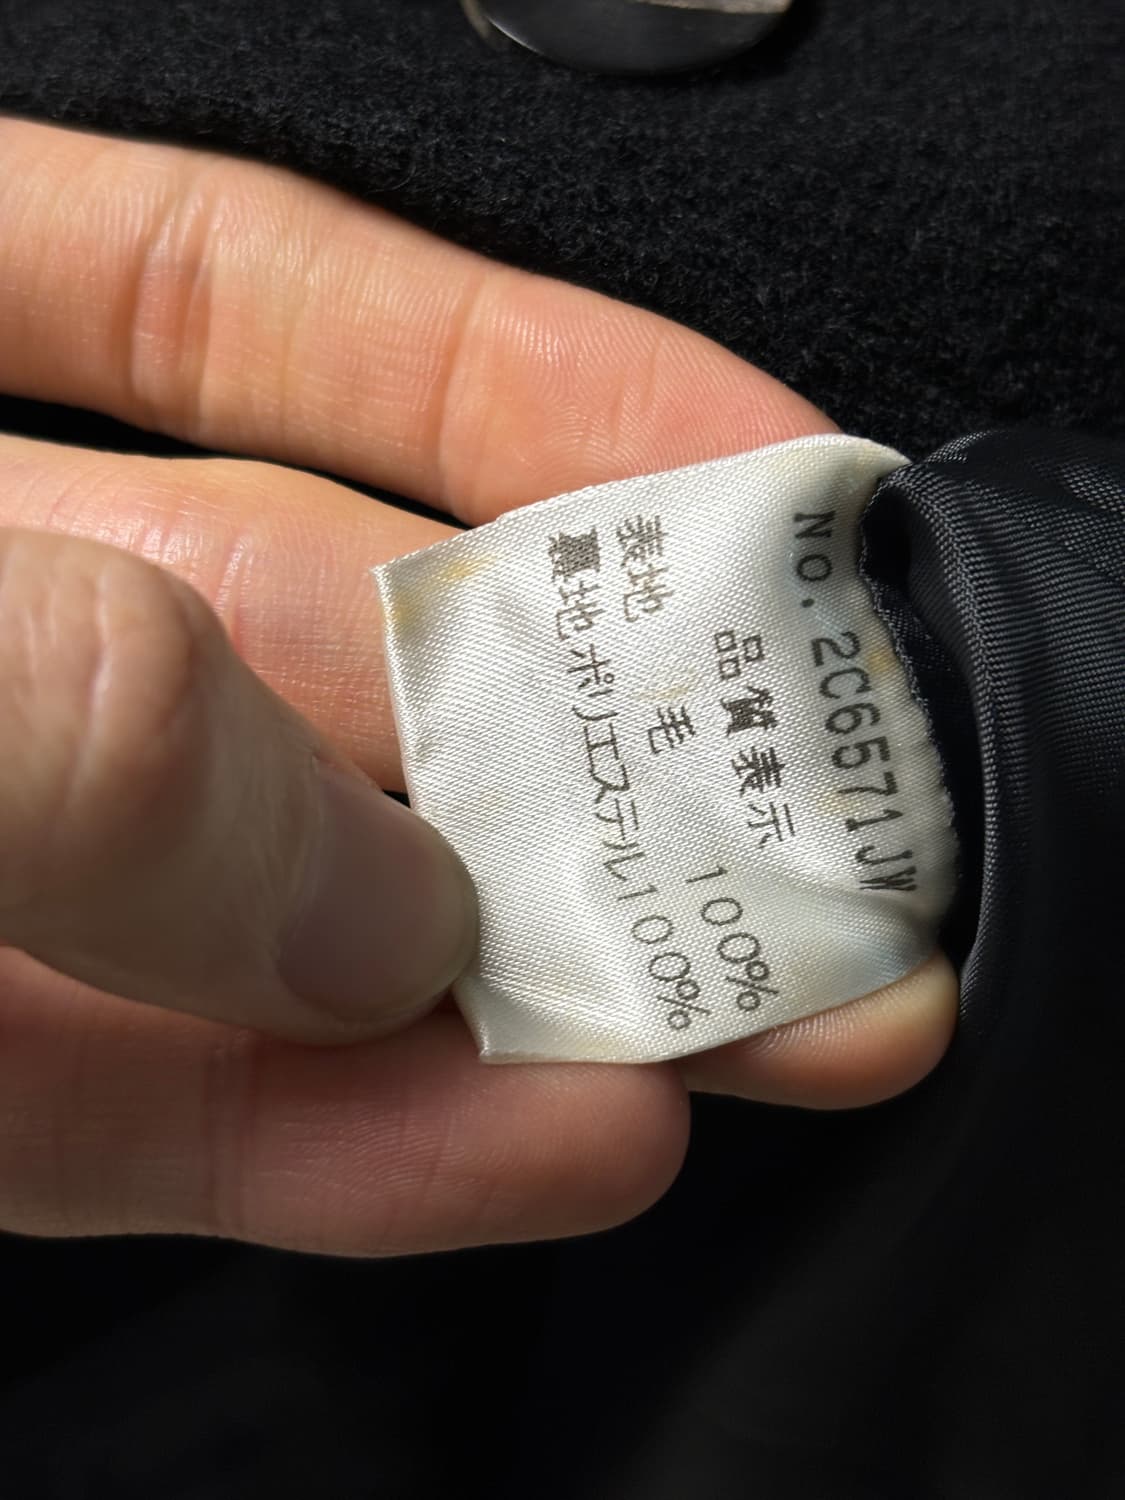 No.2C6571JW
品質表示
表地 毛 100%
裏地ポリエステル100%